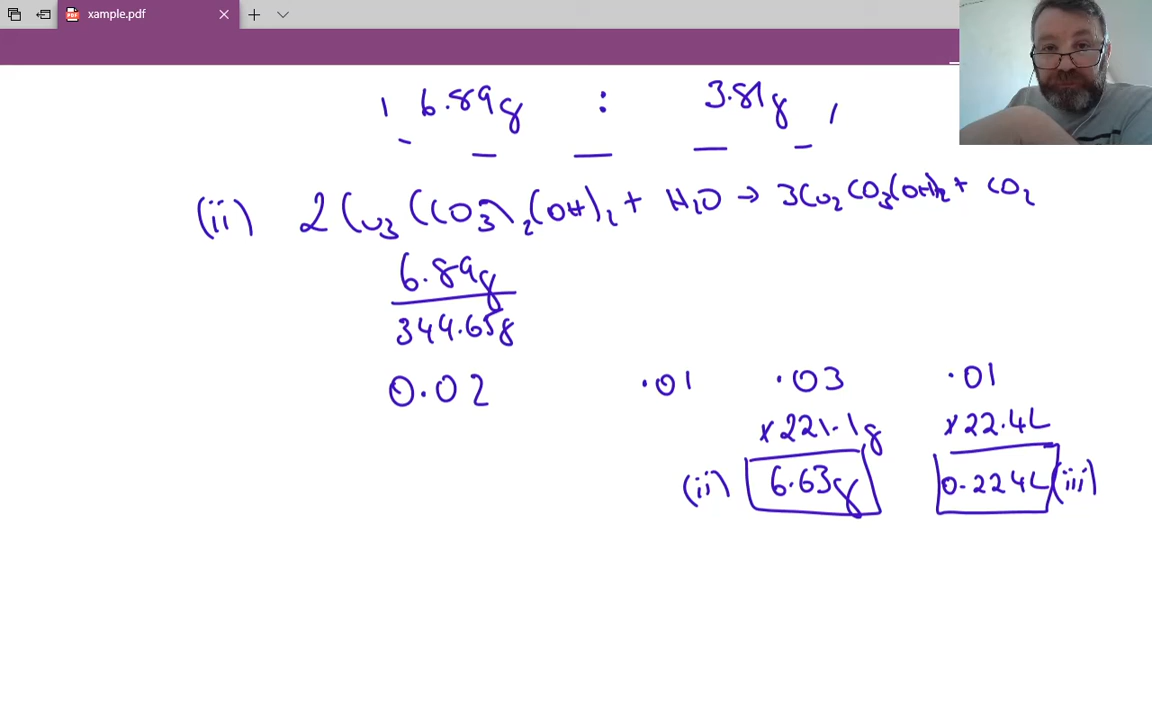 xample.pdf
6.89g : 3.81g
(ii) 2Cu3(CO3)2(OH)2 + H2O → 3Cu2CO3(OH)2 + CO2
6.89g
344.65g
0.02 .01 .03 .01
x221.1g x22.4L
(ii) 6.63g 0.224L (iii)